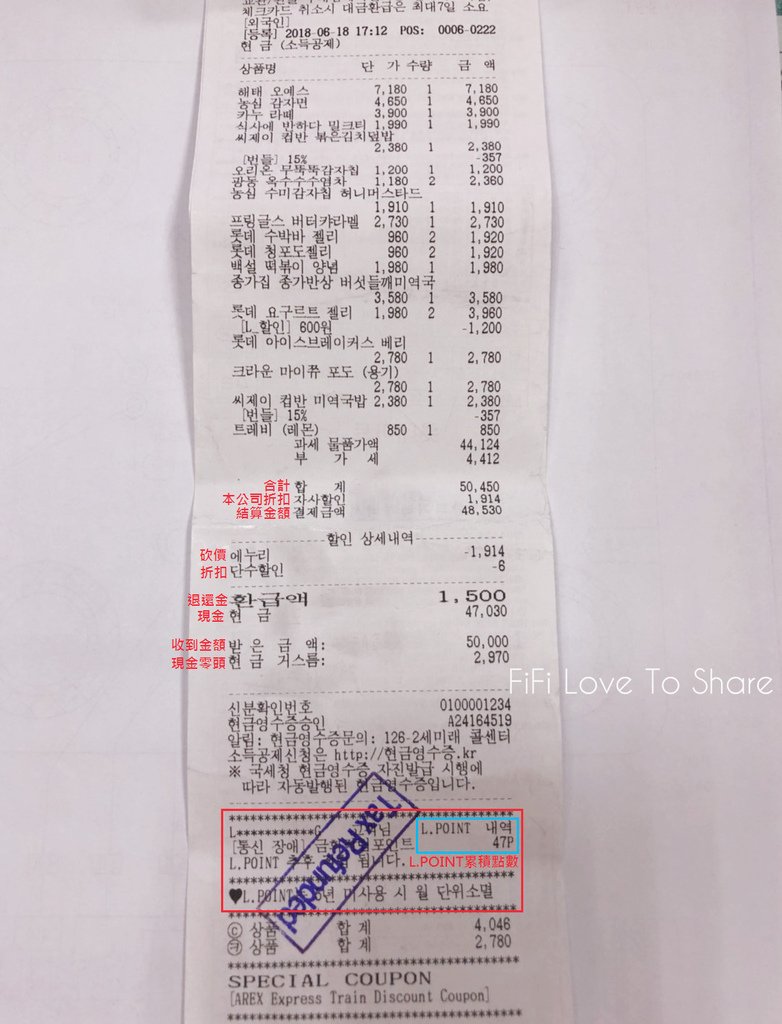 체크카드 취소시 대금환급은 최대7일 소요
[외국인]
[등록] 2018-06-18 17:12 POS: 0006-0222
현 금 (소득공제)
상품명 단 가 수량 금 액
해태 오예스 7,180 1 7,180
농심 감자면 4,650 1 4,650
카누 라떼 3,900 1 3,900
식사에 반하다 밀크티 1,990 1 1,990
씨제이 컵반 볶은김치덮밥
2,380 1 2,380
[번들] 15% -357
오리온 무뚝뚝감자칩 1,200 1 1,200
광동 옥수수수염차 1,180 2 2,360
농심 수미감자칩 허니머스타드
1,910 1 1,910
프링글스 버터캬라멜 2,730 1 2,730
롯데 수박바 젤리 960 2 1,920
롯데 청포도젤리 960 2 1,920
백설 떡볶이 양념 1,980 1 1,980
종가집 종가반상 버섯들깨미역국
3,580 1 3,580
롯데 요구르트 젤리 1,980 2 3,960
[L_할인] 600원 -1,200
롯데 아이스브레이커스 베리
2,780 1 2,780
크라운 마이쮸 포도 (용기)
2,780 1 2,780
씨제이 컵반 미역국밥 2,380 1 2,380
[번들] 15% -357
트레비 (레몬) 850 1 850
과세 물품가액 44,124
부 가 세 4,412
合計 합 계 50,450
本公司折扣 자사할인 1,914
結算金額 결제금액 48,530
할인 상세내역
砍價 에누리 -1,914
折扣 단수할인 -6
退還金 환급액 1,500
現金 현 금 47,030
收到金額 받 은 금 액: 50,000
現金零頭 현 금 거스름: 2,970
FiFi Love To Share
신분확인번호 0100001234
현금영수증승인 A24164519
알림: 현금영수증문의: 126-2세미래 콜센터
소득공제신청은 http://현금영수증.kr
※ 국세청 현금영수증 자진발급 시행에
따라 자동발행된 현금영수증입니다.
Tax Refunded
**************************************
L************G 님 L.POINT 내역
[통신 장애] 포인트 47P
L.POINT 추후 됩니다. L.POINT累積點數
**************************************
♥L.POINT 미사용 시 월 단위소멸
**************************************
ⓒ 상품 합 계 4,046
㉣ 상품 합 계 2,780
**************************************
SPECIAL COUPON
[AREX Express Train Discount Coupon]
**************************************